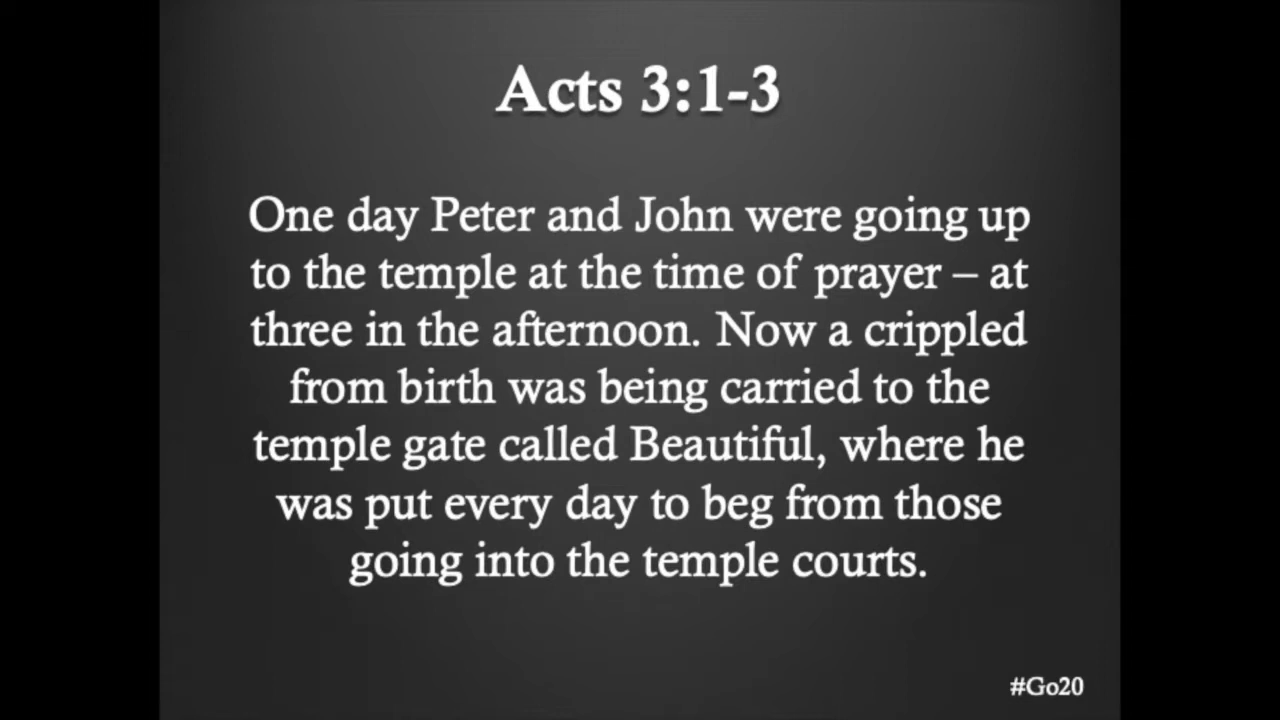 Acts 3:1-3
One day Peter and John were going up
to the temple at the time of prayer – at
three in the afternoon. Now a crippled
from birth was being carried to the
temple gate called Beautiful, where he
was put every day to beg from those
going into the temple courts.
#Go20